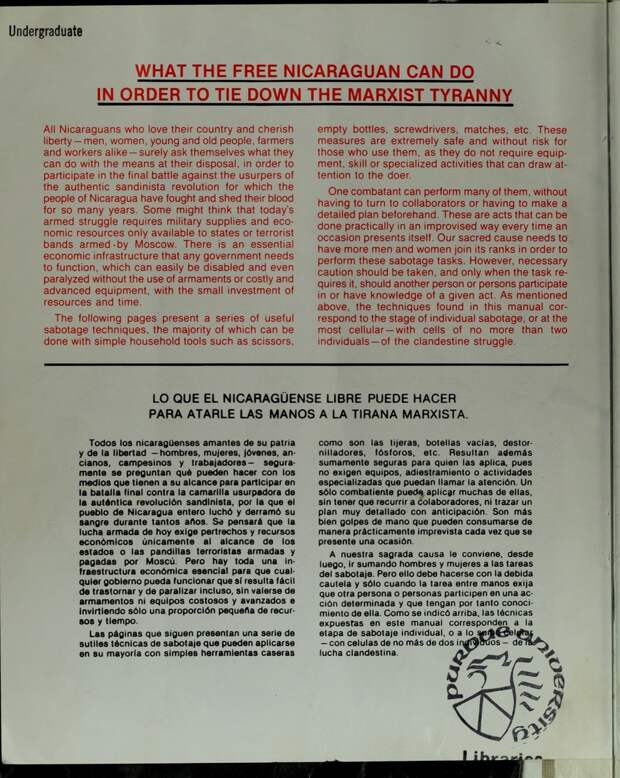 Undergraduate
WHAT THE FREE NICARAGUAN CAN DO
IN ORDER TO TIE DOWN THE MARXIST TYRANNY
All Nicaraguans who love their country and cherish
liberty—men, women, young and old people, farmers
and workers alike—surely ask themselves what they
can do with the means at their disposal, in order to
participate in the final battle against the usurpers of
the authentic sandinista revolution for which the
people of Nicaragua have fought and shed their blood
for so many years. Some might think that today's
armed struggle requires military supplies and eco-
nomic resources only available to states or terrorist
bands armed-by Moscow. There is an essential
economic infrastructure that any government needs
to function, which can easily be disabled and even
paralyzed without the use of armaments or costly and
advanced equipment, with the small investment of
resources and time.
The following pages present a series of useful
sabotage techniques, the majority of which can be
done with simple household tools such as scissors,
empty bottles, screwdrivers, matches, etc. These
measures are extremely safe and without risk for
those who use them, as they do not require equip-
ment, skill or specialized activities that can draw at-
tention to the doer.
One combatant can perform many of them, without
having to turn to collaborators or having to make a
detailed plan beforehand. These are acts that can be
done practically in an improvised way every time an
occasion presents itself. Our sacred cause needs to
have more men and women join its ranks in order to
perform these sabotage tasks. However, necessary
caution should be taken, and only when the task re-
quires it, should another person or persons participate
in or have knowledge of a given act. As mentioned
above, the techniques found in this manual cor-
respond to the stage of individual sabotage, or at the
most cellular—with cells of no more than two
individuals—of the clandestine struggle.
LO QUE EL NICARAGÜENSE LIBRE PUEDE HACER
PARA ATARLE LAS MANOS A LA TIRANA MARXISTA.
Todos los nicaragüenses amantes de su patria
y de la libertad —hombres, mujeres, jóvenes, an-
cianos, campesinos y trabajadores— segura-
mente se preguntan qué pueden hacer con los
medios que tienen a su alcance para participar en
la batalla final contra la camarilla usurpadora de
la auténtica revolución sandinista, por la que el
pueblo de Nicaragua entero luchó y derramó su
sangre durante tantos años. Se pensará que la
lucha armada de hoy exige pertrechos y recursos
económicos únicamente al alcance de los
estados o las pandillas terroristas armadas y
pagadas por Moscú. Pero hay toda una in-
fraestructura económica esencial para que cual-
quier gobierno pueda funcionar que sí resulta fácil
de trastornar y de paralizar incluso, sin valerse de
armamentos ni equipos costosos y avanzados e
invirtiendo sólo una proporción pequeña de recur-
sos y tiempo.
Las páginas que siguen presentan una serie de
sutiles técnicas de sabotaje que pueden aplicarse
en su mayoría con simples herramientas caseras
como son las tijeras, botellas vacías, destor-
nilladores, fósforos, etc. Resultan además
sumamente seguras para quien las aplica, pues
no exigen equipos, adiestramiento o actividades
especializadas que puedan llamar la atención. Un
sólo combatiente puede aplicar muchas de ellas,
sin tener que recurrir a colaboradores, ni trazar un
plan muy detallado con anticipación. Son más
bien golpes de mano que pueden consumarse de
manera prácticamente imprevista cada vez que se
presente una ocasión.
A nuestra sagrada causa le conviene, desde
luego, ir sumando hombres y mujeres a las tareas
del sabotaje. Pero ello debe hacerse con la debida
cautela y sólo cuando la tarea entre manos exija
que otra persona o personas participen en una ac-
ción determinada y que tengan por tanto conoci-
miento de ella. Como se indicó arriba, las técnicas
expuestas en este manual corresponden a la
etapa de sabotaje individual, o a lo sumo celular
—con células de no más de dos individuos— de la
lucha clandestina.
PURDUE UNIVERSITY
Libraries